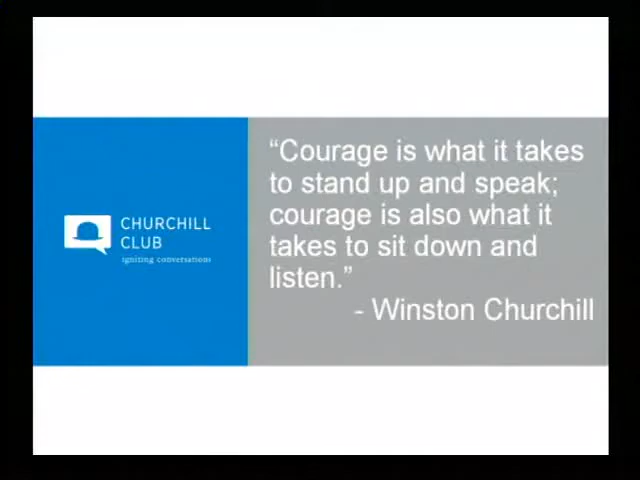 CHURCHILL
CLUB
igniting conversations
“Courage is what it takes
to stand up and speak;
courage is also what it
takes to sit down and
listen.”
- Winston Churchill